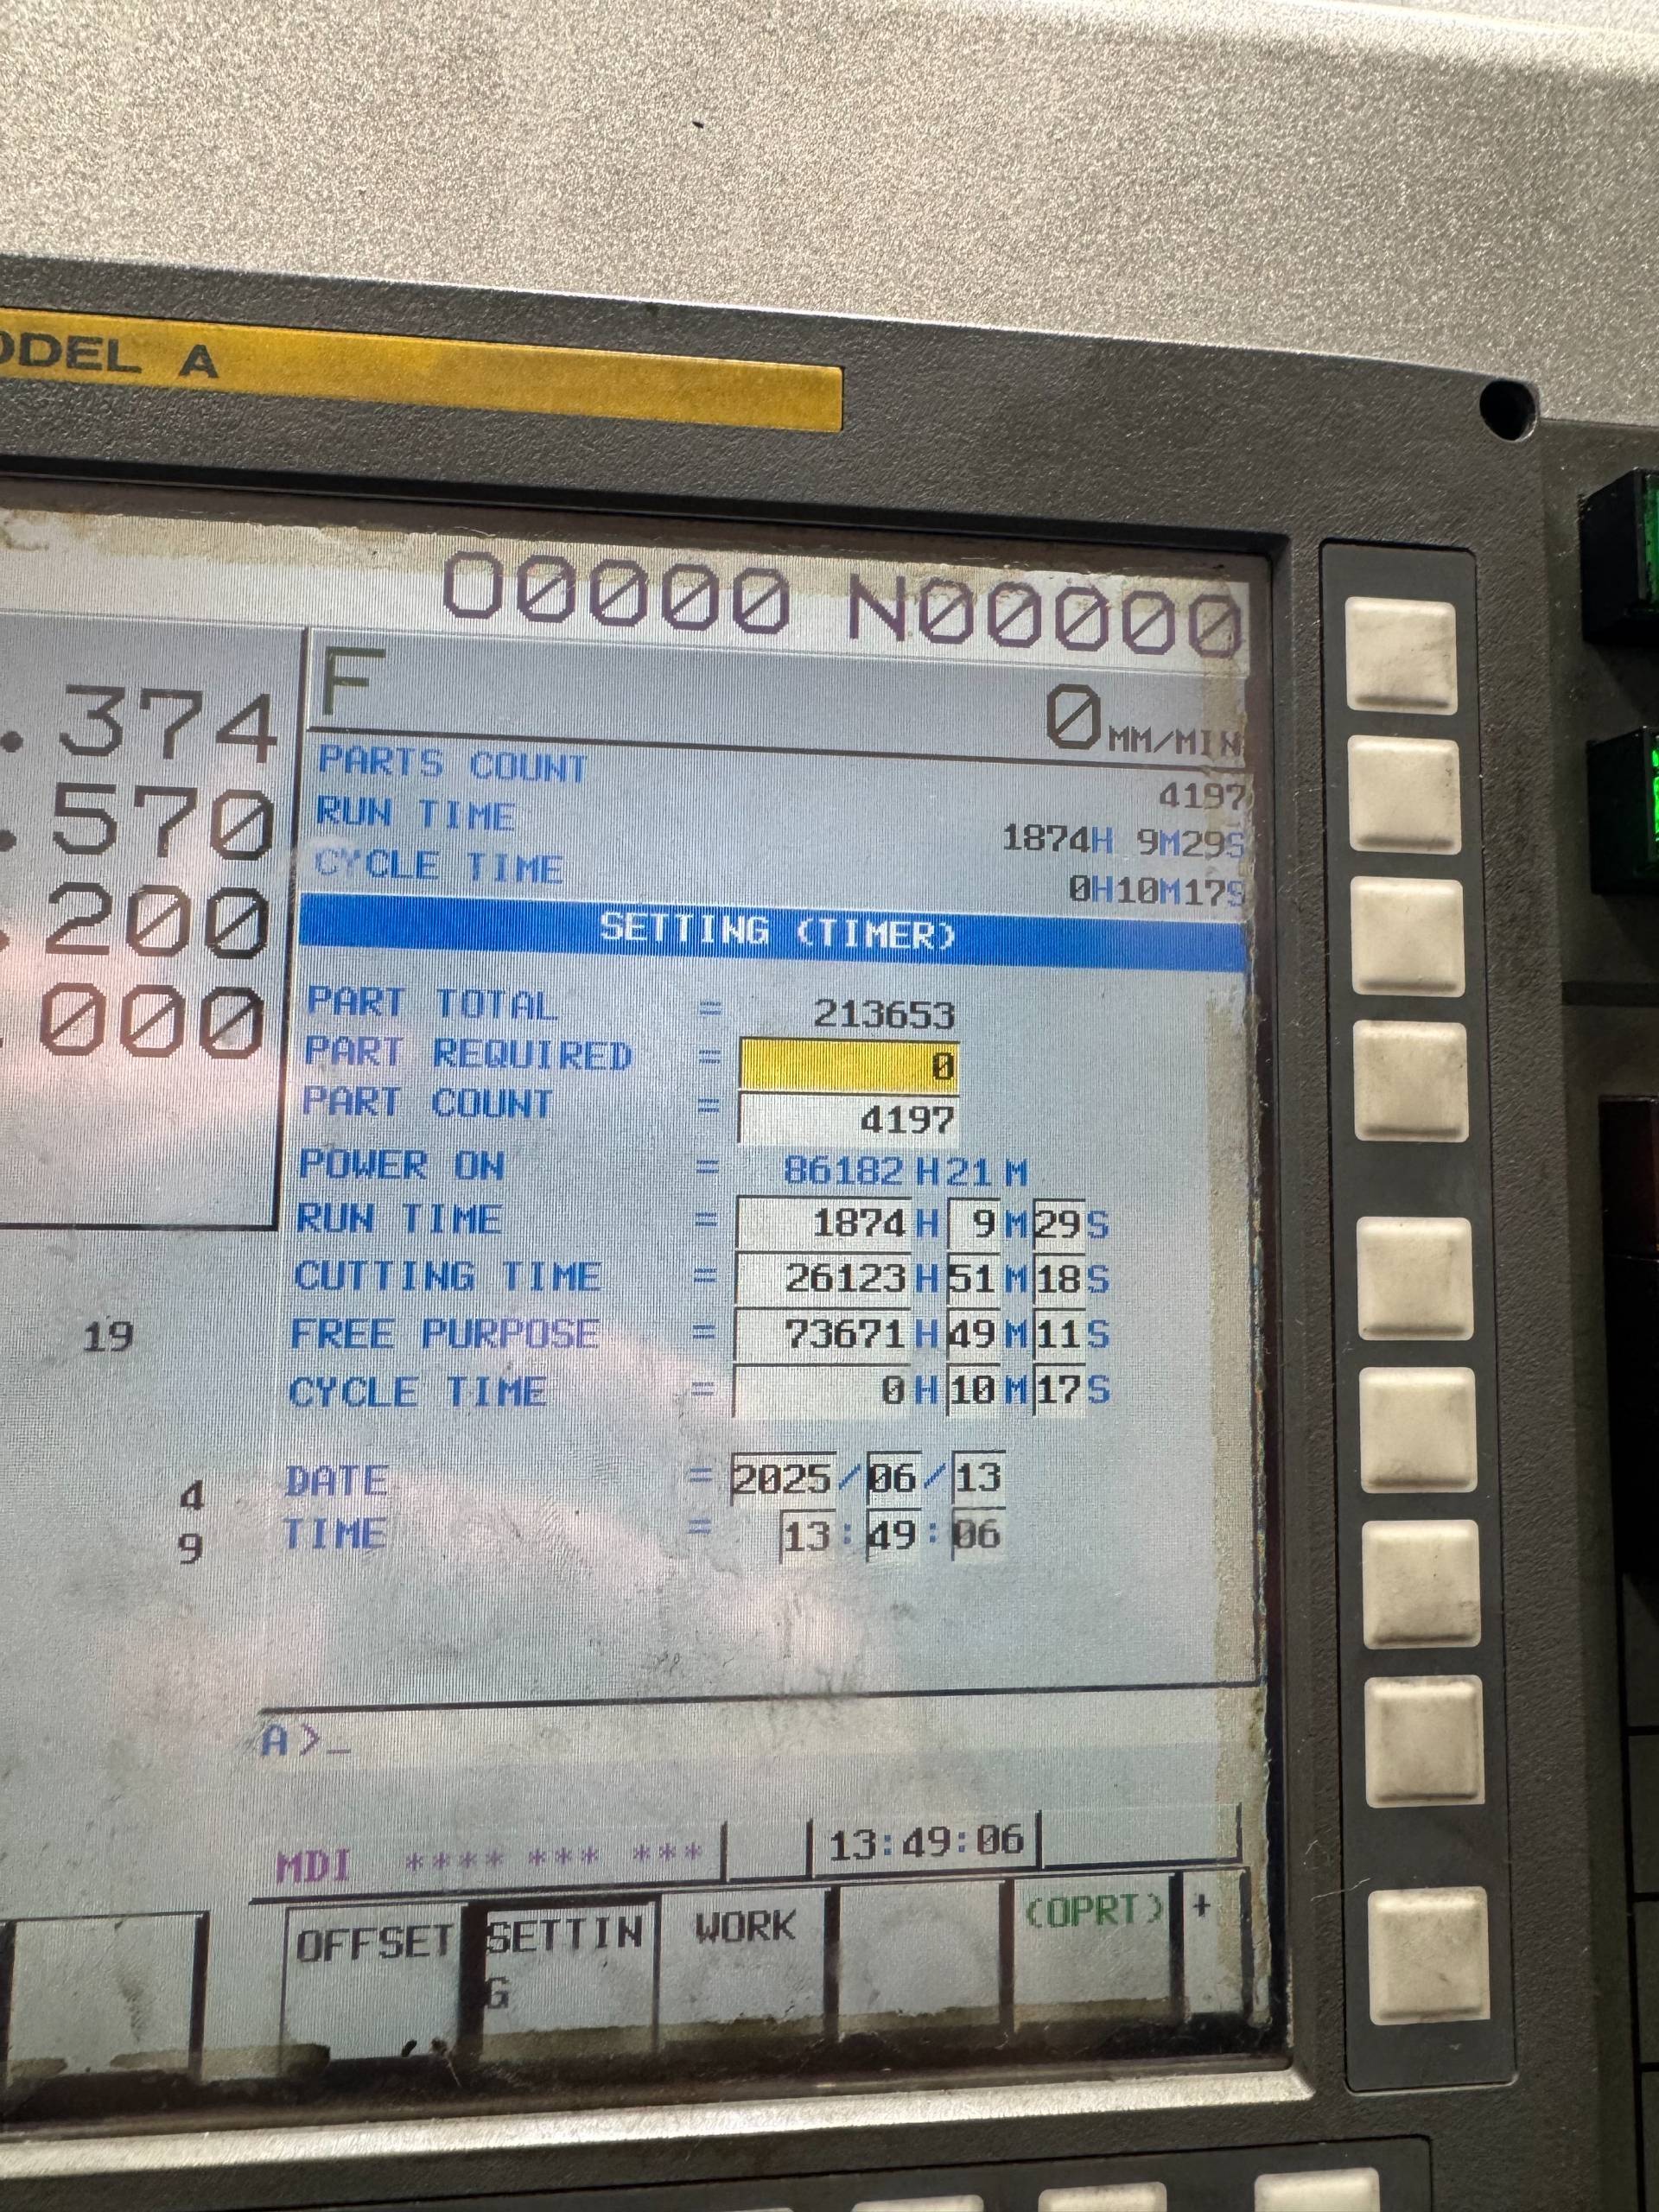 ODEL A
O0000 N00000
.374
.570
.200
.000
F
0 MM/MIN
PARTS COUNT 4197
RUN TIME 1874H 9M29S
CYCLE TIME 0H10M17S
SETTING (TIMER)
PART TOTAL = 213653
PART REQUIRED = 0
PART COUNT = 4197
POWER ON = 86182 H 21 M
RUN TIME = 1874 H 9 M 29 S
CUTTING TIME = 26123 H 51 M 18 S
FREE PURPOSE = 73671 H 49 M 11 S
CYCLE TIME = 0 H 10 M 17 S
19
DATE = 2025/06/13
TIME = 13:49:06
4
9
A>_
MDI **** *** *** 13:49:06
OFFSET SETTIN WORK (OPRT) +
G